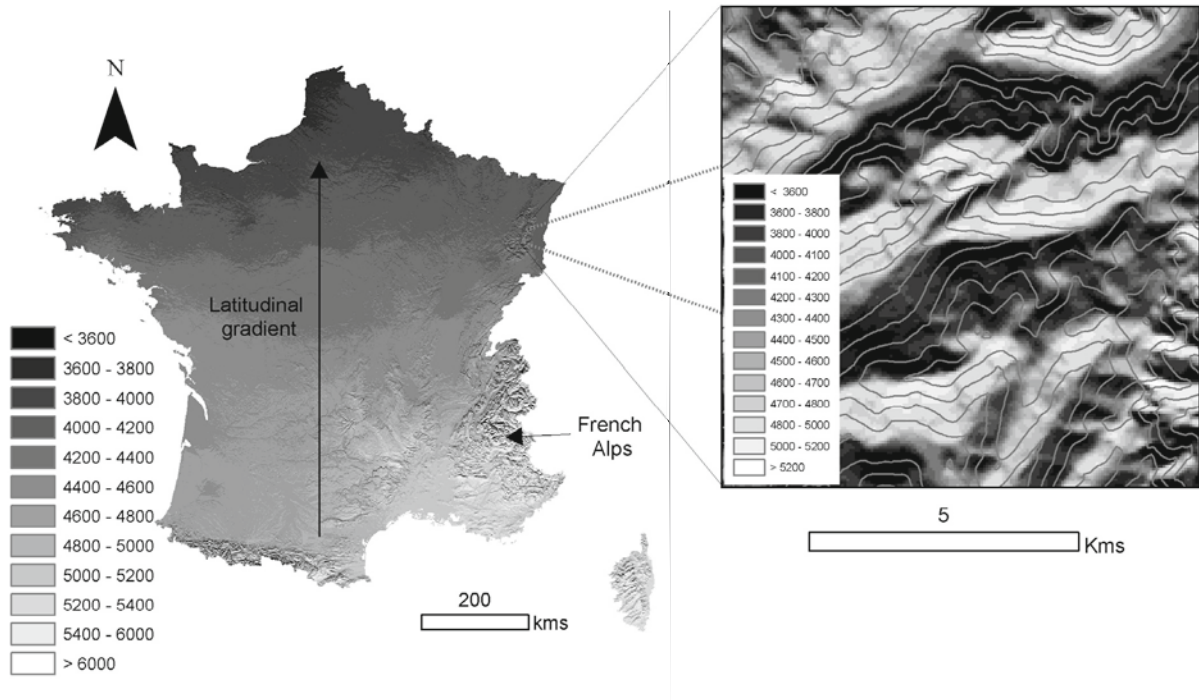 N
Latitudinal
gradient
French
Alps
< 3600
3600 - 3800
3800 - 4000
4000 - 4200
4200 - 4400
4400 - 4600
4600 - 4800
4800 - 5000
5000 - 5200
5200 - 5400
5400 - 6000
> 6000
200
kms
< 3600
3600 - 3800
3800 - 4000
4000 - 4100
4100 - 4200
4200 - 4300
4300 - 4400
4400 - 4500
4500 - 4600
4600 - 4700
4700 - 4800
4800 - 5000
5000 - 5200
> 5200
5
Kms